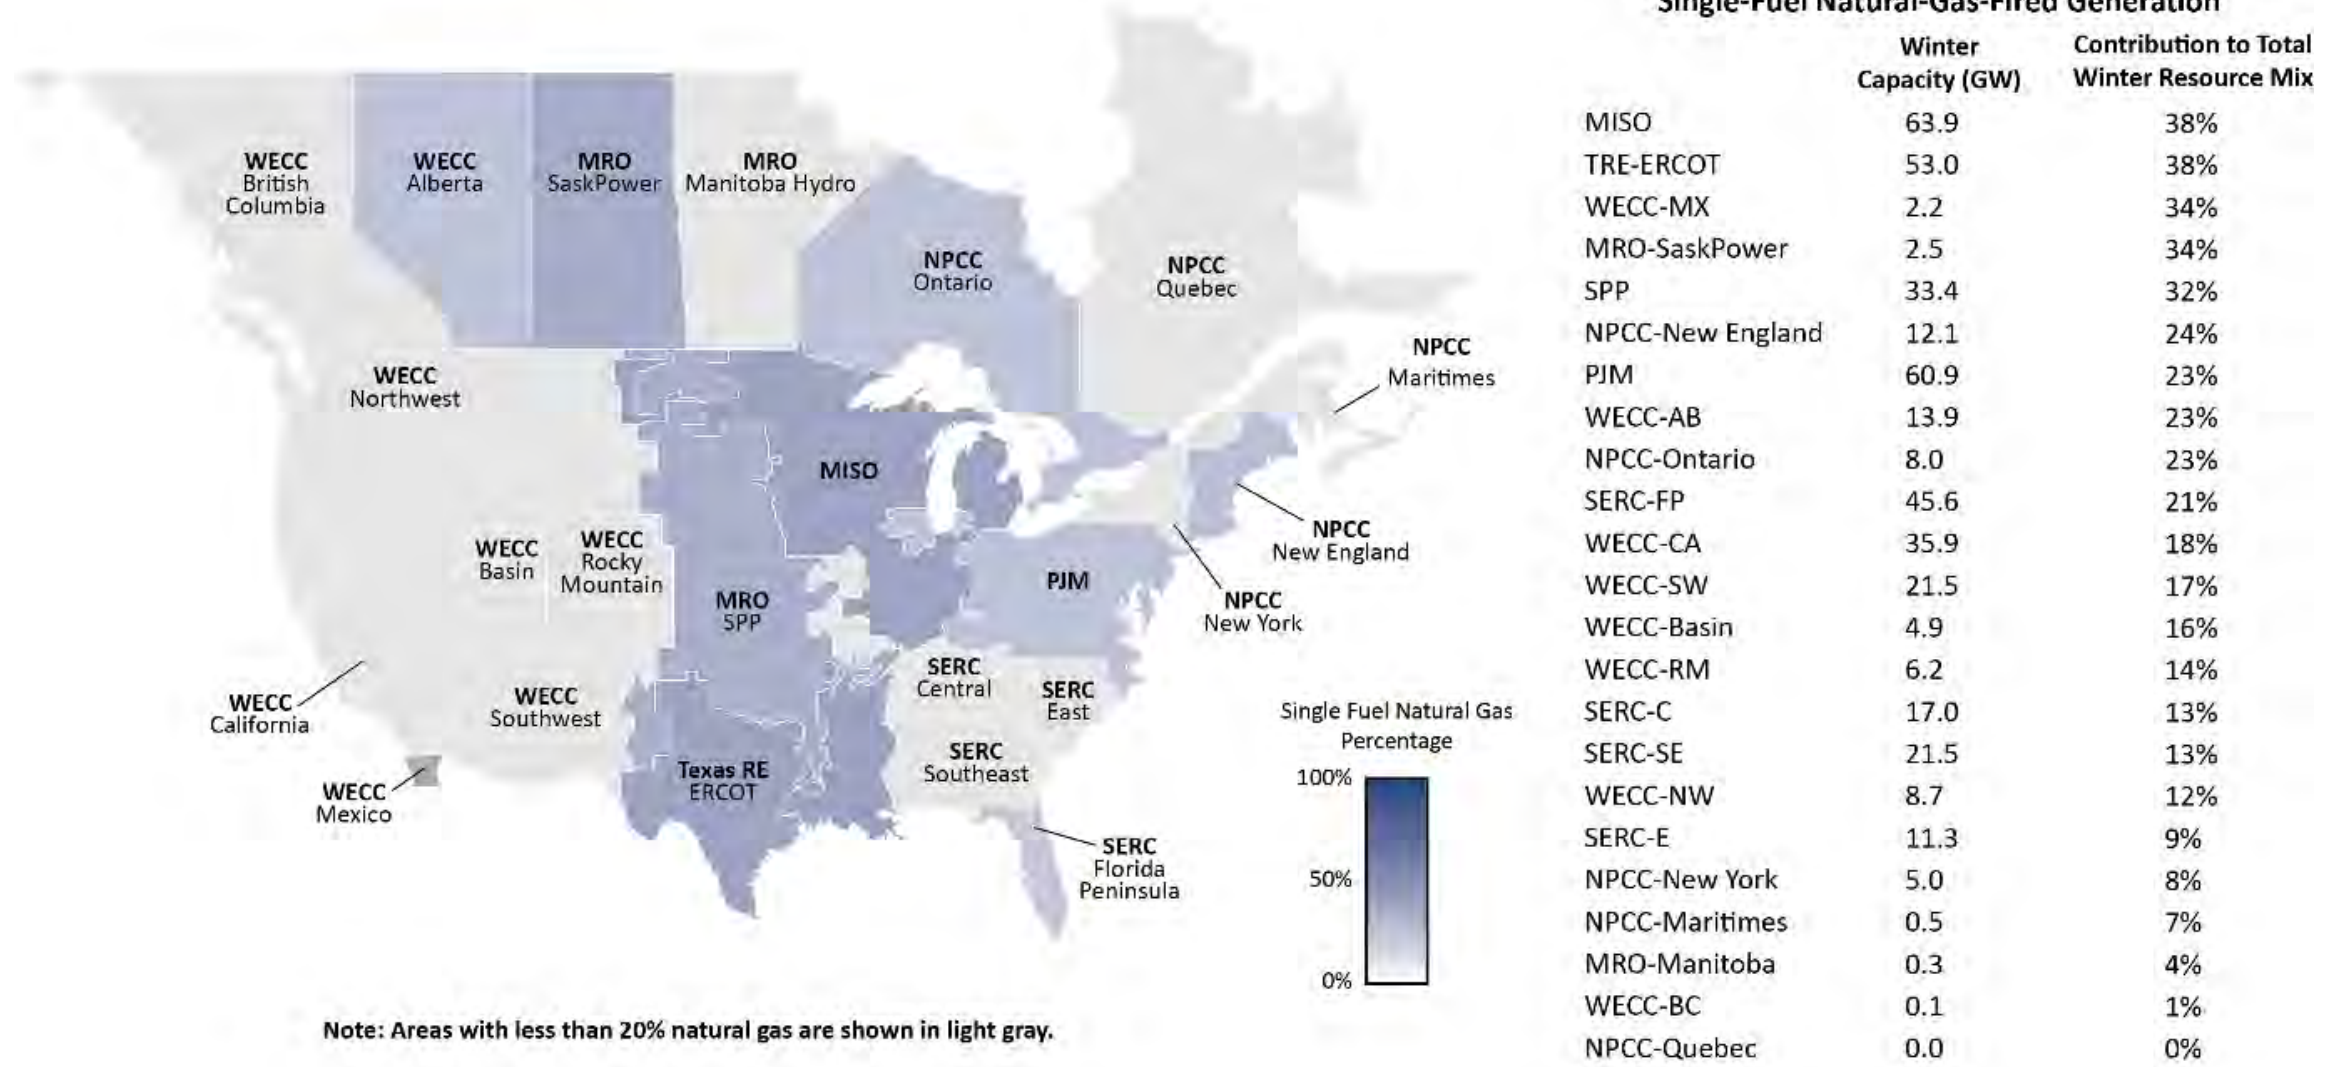 Single-Fuel Natural-Gas-Fired Generation
Winter
Capacity (GW)
Contribution to Total
Winter Resource Mix
MISO 63.9 38%
TRE-ERCOT 53.0 38%
WECC-MX 2.2 34%
MRO-SaskPower 2.5 34%
SPP 33.4 32%
NPCC-New England 12.1 24%
PJM 60.9 23%
WECC-AB 13.9 23%
NPCC-Ontario 8.0 23%
SERC-FP 45.6 21%
WECC-CA 35.9 18%
WECC-SW 21.5 17%
WECC-Basin 4.9 16%
WECC-RM 6.2 14%
SERC-C 17.0 13%
SERC-SE 21.5 13%
WECC-NW 8.7 12%
SERC-E 11.3 9%
NPCC-New York 5.0 8%
NPCC-Maritimes 0.5 7%
MRO-Manitoba 0.3 4%
WECC-BC 0.1 1%
NPCC-Quebec 0.0 0%
WECC
British
Columbia
WECC
Alberta
MRO
SaskPower
MRO
Manitoba Hydro
NPCC
Ontario
NPCC
Quebec
NPCC
Maritimes
WECC
Northwest
MISO
WECC
Basin
WECC
Rocky
Mountain
MRO
SPP
PJM
NPCC
New England
NPCC
New York
WECC
California
WECC
Southwest
SERC
Central
SERC
East
SERC
Southeast
WECC
Mexico
Texas RE
ERCOT
SERC
Florida
Peninsula
Single Fuel Natural Gas
Percentage
100%
50%
0%
Note: Areas with less than 20% natural gas are shown in light gray.